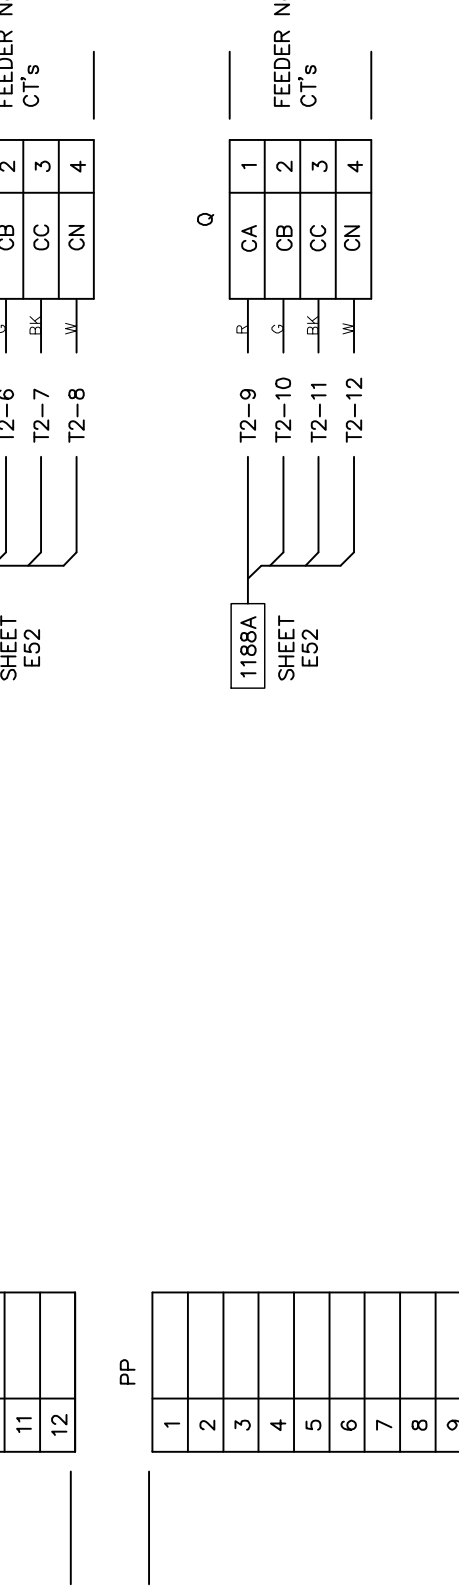 CT's
2
CB
3
CC
4
CN
BK
W
T2-6
T2-7
T2-8
SHEET
E52
FEEDER
CT's
Q
1
CA
2
CB
3
CC
4
CN
R
G
BK
W
T2-9
T2-10
T2-11
T2-12
1188A
SHEET
E52
11
12
PP
1
2
3
4
5
6
7
8
9